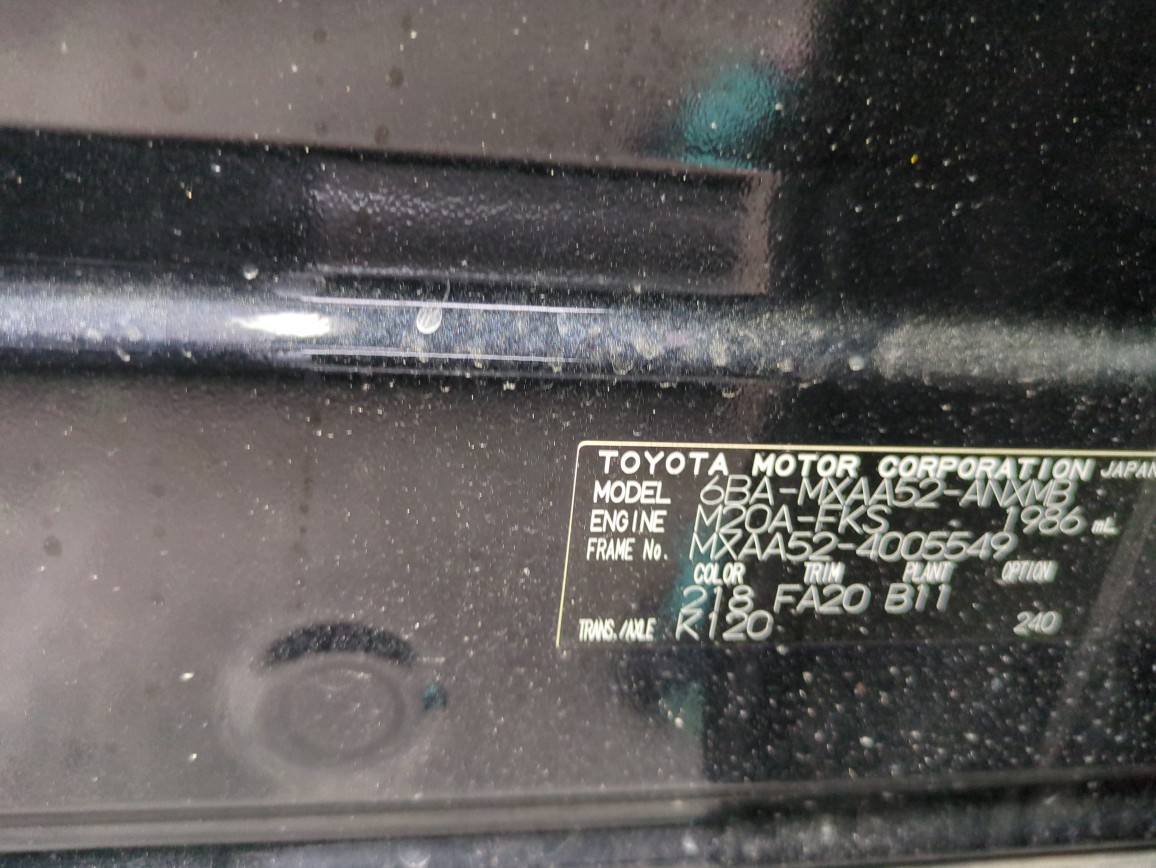 TOYOTA MOTOR CORPORATION JAPAN
MODEL 6BA-MXAA52-ANXMB
ENGINE M20A-FKS 1986 mL
FRAME No. MXAA52-4005549
COLOR TRIM PLANT OPTION
218 FA20 B11
TRANS./AXLE K120 240